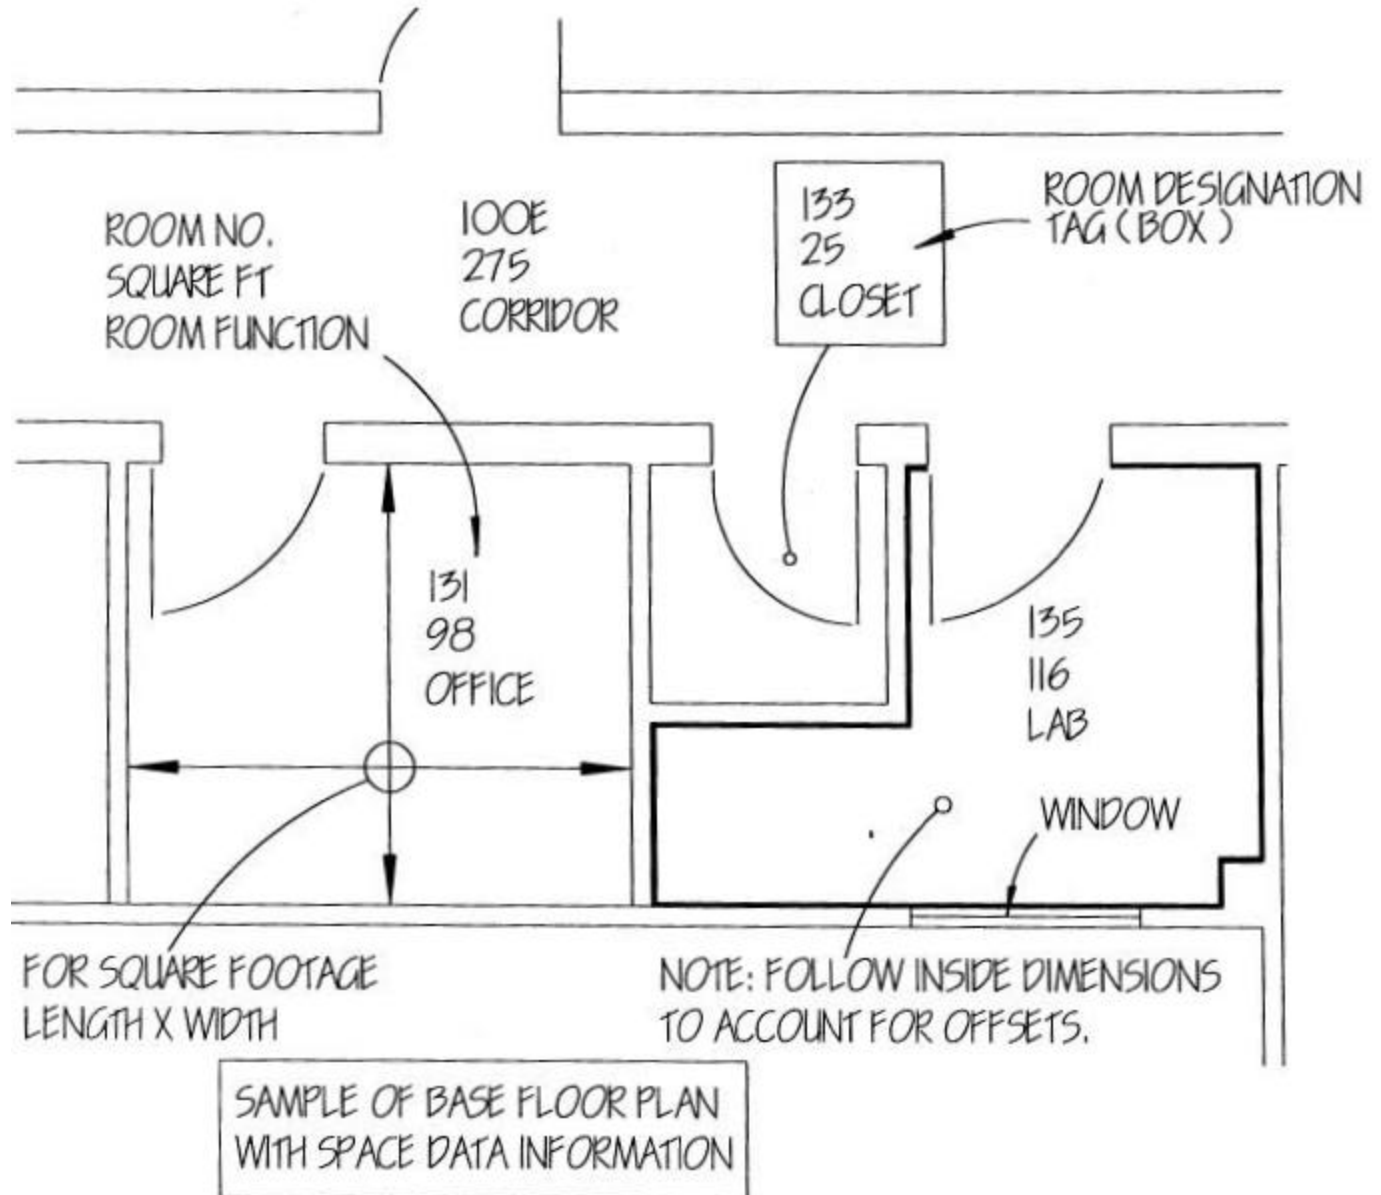 ROOM NO.
SQUARE FT
ROOM FUNCTION
100E
275
CORRIDOR
133
25
CLOSET
ROOM DESIGNATION
TAG (BOX)
131
98
OFFICE
135
116
LAB
WINDOW
FOR SQUARE FOOTAGE
LENGTH X WIDTH
NOTE: FOLLOW INSIDE DIMENSIONS
TO ACCOUNT FOR OFFSETS.
SAMPLE OF BASE FLOOR PLAN
WITH SPACE DATA INFORMATION